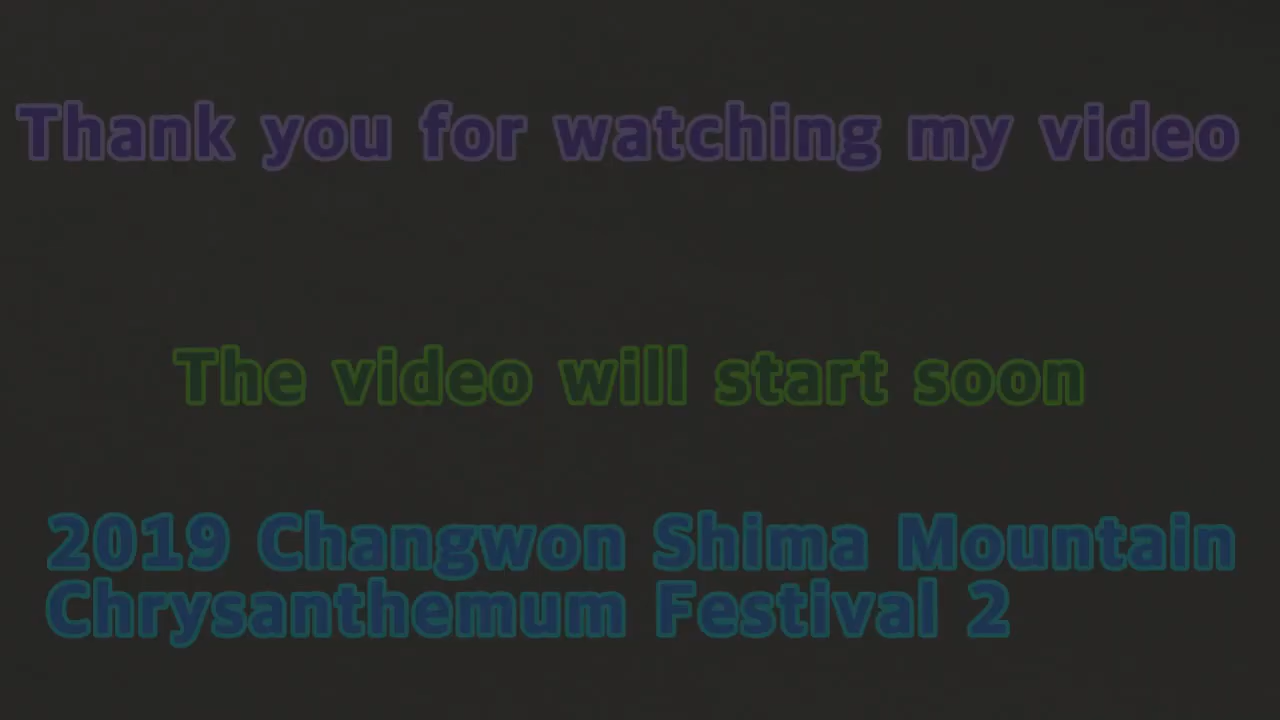 Thank you for watching my video
The video will start soon
2019 Changwon Shima Mountain
Chrysanthemum Festival 2